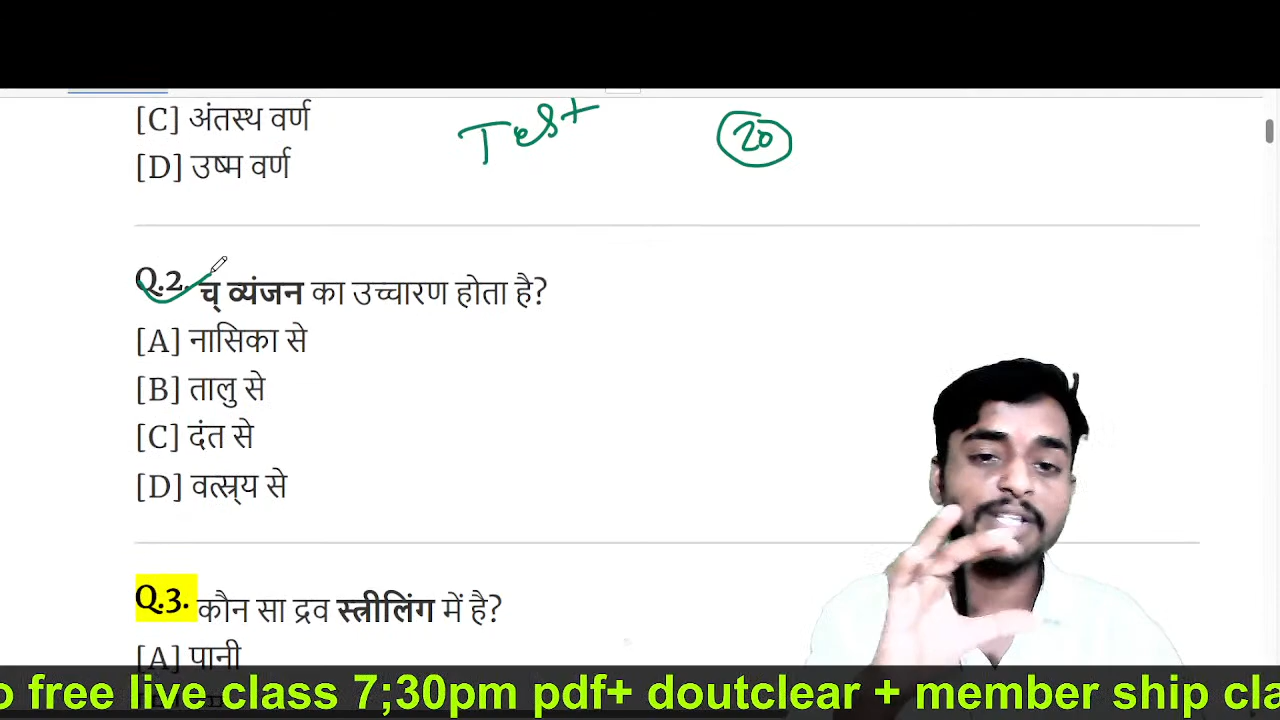 [C] अंतस्थ वर्ण
Test 20
[D] उष्म वर्ण
Q.2. च् व्यंजन का उच्चारण होता है?
[A] नासिका से
[B] तालु से
[C] दंत से
[D] वत्स्र्य से
Q.3. कौन सा द्रव स्त्रीलिंग में है?
[A] पानी
o free live class 7;30pm pdf+ doutclear + member ship cla